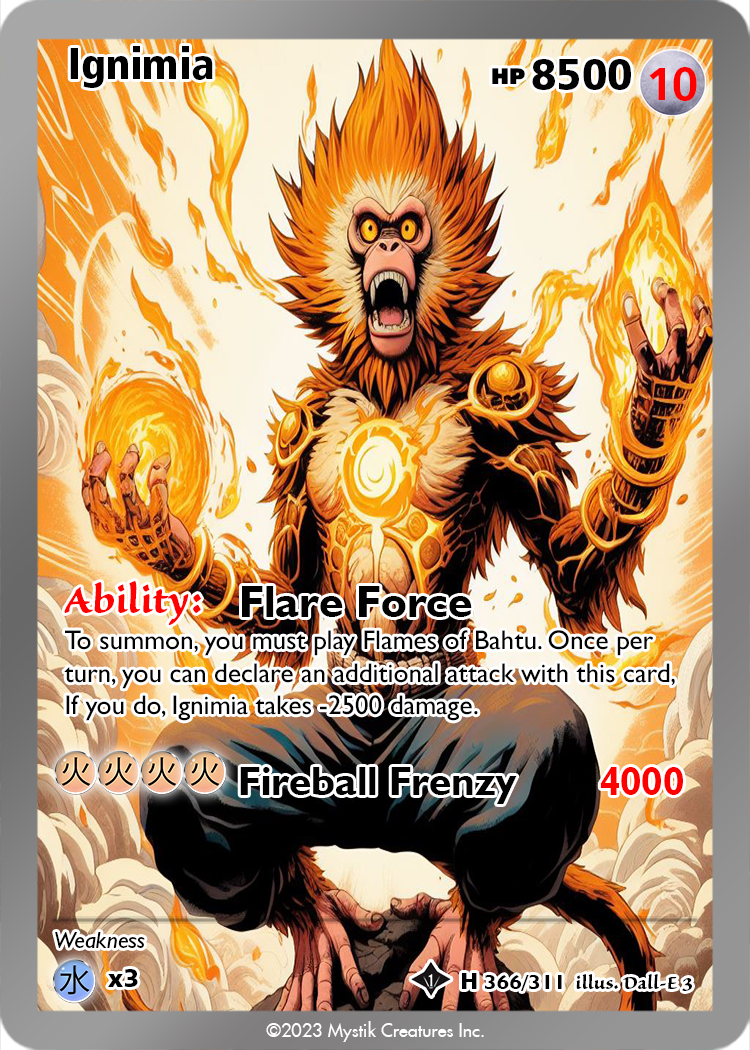 Ignimia
HP 8500 10
Ability: Flare Force
To summon, you must play Flames of Bahtu. Once per
turn, you can declare an additional attack with this card,
If you do, Ignimia takes -2500 damage.
火 火 火 火 Fireball Frenzy 4000
Weakness
水 x3
1 H 366/311 illus. Dall-E 3
©2023 Mystik Creatures Inc.